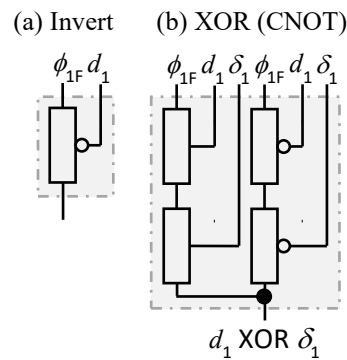 (a) Invert (b) XOR (CNOT)
ϕ₁F d₁ ϕ₁F d₁ δ₁ ϕ₁F d₁ δ₁
d₁ XOR δ₁